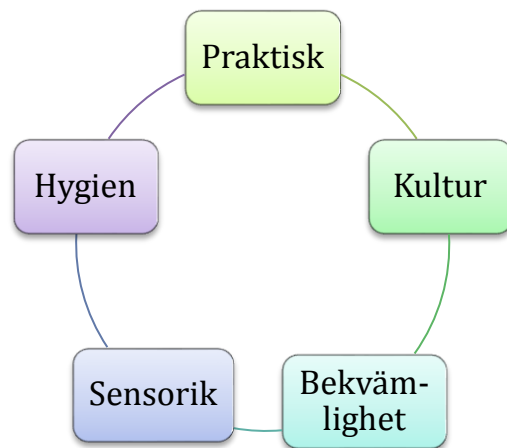 Praktisk
Hygien
Kultur
Sensorik
Bekväm-
lighet